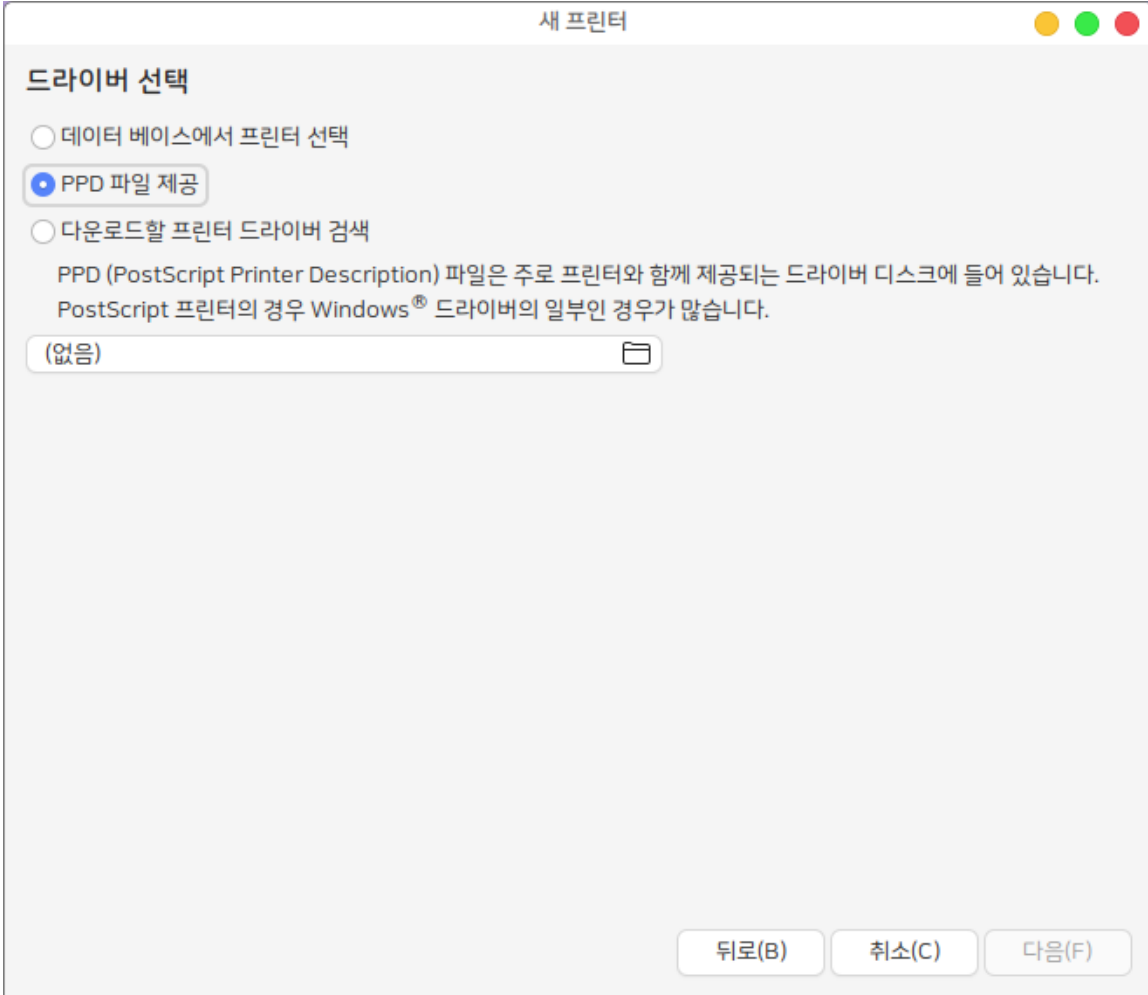 새 프린터
드라이버 선택
데이터 베이스에서 프린터 선택
PPD 파일 제공
다운로드할 프린터 드라이버 검색
PPD (PostScript Printer Description) 파일은 주로 프린터와 함께 제공되는 드라이버 디스크에 들어 있습니다.
PostScript 프린터의 경우 Windows® 드라이버의 일부인 경우가 많습니다.
(없음)
뒤로(B) 취소(C) 다음(F)